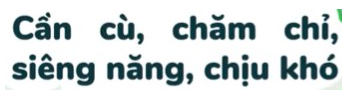 Cần cù, chăm chỉ,
siêng năng, chịu khó